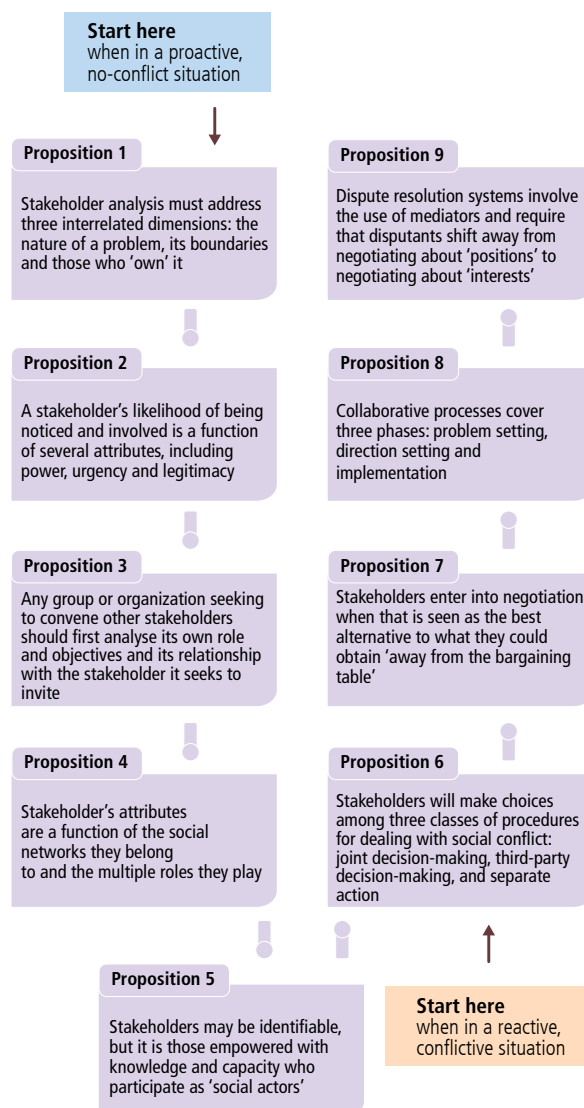 Start here
when in a proactive,
no-conflict situation
Proposition 1
Stakeholder analysis must address
three interrelated dimensions: the
nature of a problem, its boundaries
and those who ‘own’ it
Proposition 2
A stakeholder’s likelihood of being
noticed and involved is a function
of several attributes, including
power, urgency and legitimacy
Proposition 3
Any group or organization seeking
to convene other stakeholders
should first analyse its own role
and objectives and its relationship
with the stakeholder it seeks to
invite
Proposition 4
Stakeholder’s attributes
are a function of the social
networks they belong
to and the multiple roles they play
Proposition 5
Stakeholders may be identifiable,
but it is those empowered with
knowledge and capacity who
participate as ‘social actors’
Proposition 9
Dispute resolution systems involve
the use of mediators and require
that disputants shift away from
negotiating about ‘positions’ to
negotiating about ‘interests’
Proposition 8
Collaborative processes cover
three phases: problem setting,
direction setting and
implementation
Proposition 7
Stakeholders enter into negotiation
when that is seen as the best
alternative to what they could
obtain ‘away from the bargaining
table’
Proposition 6
Stakeholders will make choices
among three classes of procedures
for dealing with social conflict:
joint decision-making, third-party
decision-making, and separate
action
Start here
when in a reactive,
conflictive situation